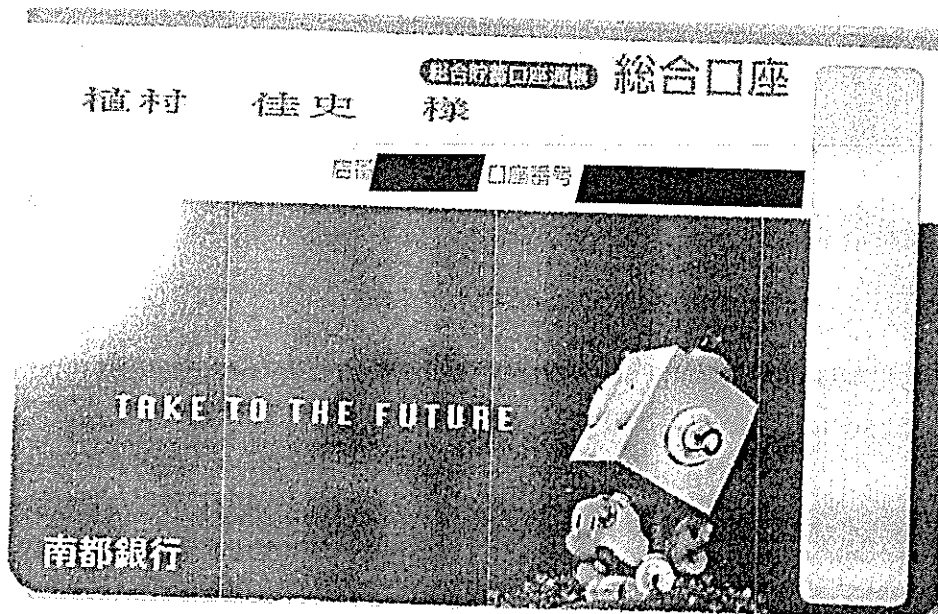 総合貯蓄口座通帳 総合口座
植村 佳史 様
店番 口座番号
TAKE TO THE FUTURE
南都銀行